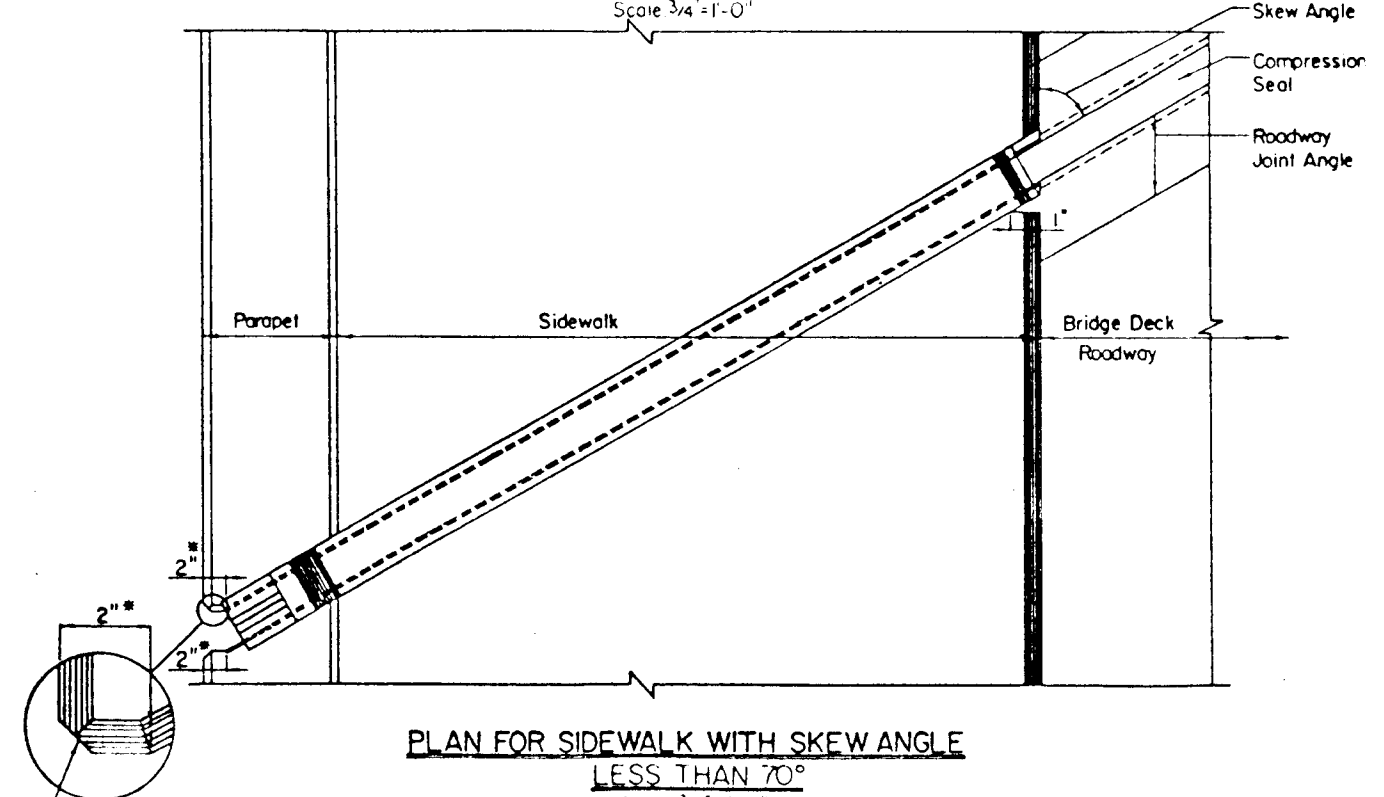 Scale 3/4"=1'-0"
Skew Angle
Compression
Seal
Roadway
Joint Angle
1"
Parapet
Sidewalk
Bridge Deck
Roadway
2"*
2"*
2"*
PLAN FOR SIDEWALK WITH SKEW ANGLE
LESS THAN 70°